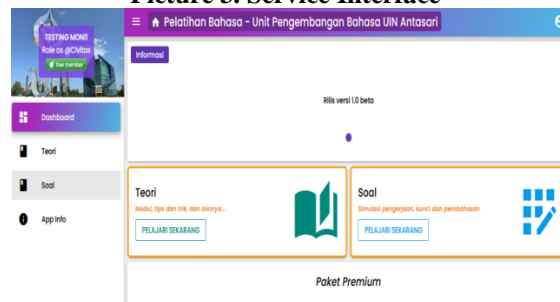 Picture 3. Service Interface
TESTING MONIT
Role as @Civitas
free member
Pelatihan Bahasa - Unit Pengembangan Bahasa UIN Antasari
Informasi
Rilis versi 1.0 beta
Dashboard
Teori
Soal
App Info
Teori
Modul, tips dan trik, dan lainnya...
PELAJARI SEKARANG
Soal
Simulasi pengerjaan, kunci dan pembahasan
PELAJARI SEKARANG
Paket Premium